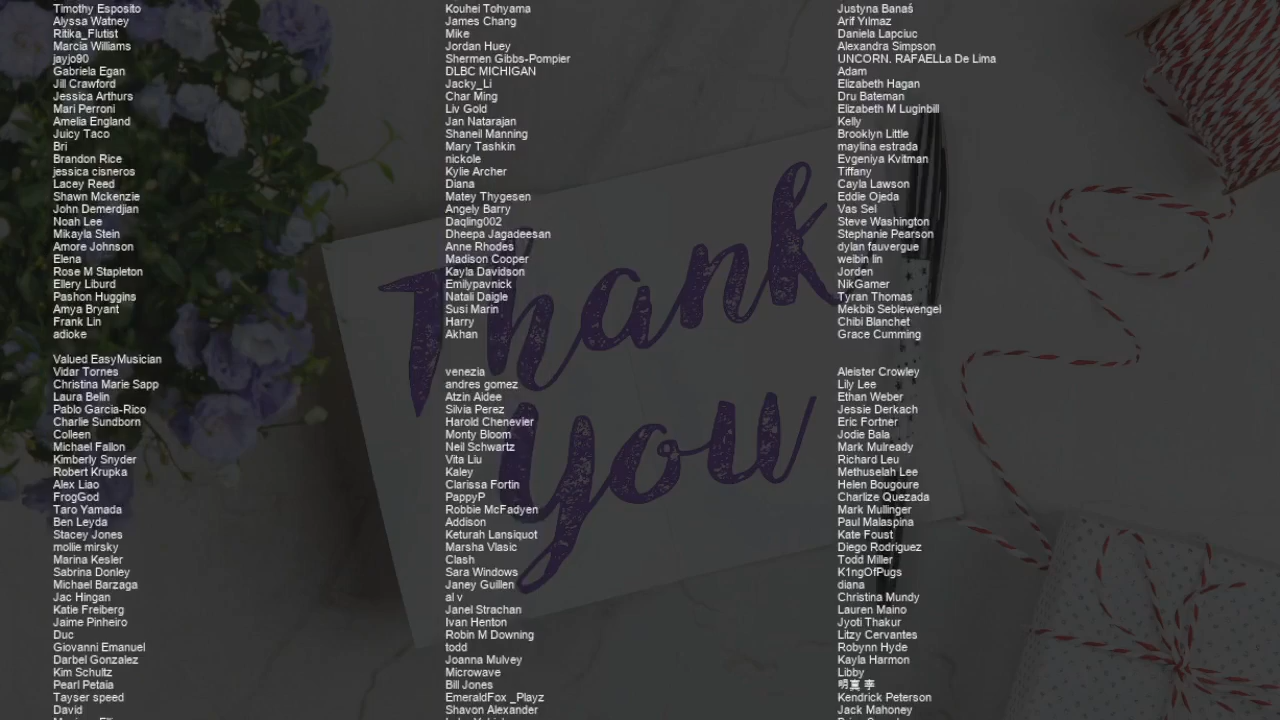 Timothy Esposito
Alyssa Watney
Ritika_Flutist
Marcia Williams
jayjo90
Gabriela Egan
Jill Crawford
Jessica Arthurs
Mari Perroni
Amelia England
Juicy Taco
Bri
Brandon Rice
jessica cisneros
Lacey Reed
Shawn Mckenzie
John Demerdjian
Noah Lee
Mikayla Stein
Amore Johnson
Elena
Rose M Stapleton
Ellery Liburd
Pashon Huggins
Amya Bryant
Frank Lin
adioke
Kouhei Tohyama
James Chang
Mike
Jordan Huey
Shermen Gibbs-Pompier
DLBC MICHIGAN
Jacky_Li
Char Ming
Liv Gold
Jan Natarajan
Shaneil Manning
Mary Tashkin
nickole
Kylie Archer
Diana
Matey Thygesen
Angely Barry
Daqling002
Dheepa Jagadeesan
Anne Rhodes
Madison Cooper
Kayla Davidson
Emilypavnick
Natali Daigle
Susi Marin
Harry
Akhan
Justyna Banaś
Arif Yılmaz
Daniela Lapciuc
Alexandra Simpson
UNCORN. RAFAELLa De Lima
Adam
Elizabeth Hagan
Dru Bateman
Elizabeth M Luginbill
Kelly
Brooklyn Little
maylina estrada
Evgeniya Kvitman
Tiffany
Cayla Lawson
Eddie Ojeda
Vas Sel
Steve Washington
Stephanie Pearson
dylan fauvergue
weibin lin
Jorden
NikGamer
Tyran Thomas
Mekbib Seblewengel
Chibi Blanchet
Grace Cumming
Valued EasyMusician
Vidar Tornes
Christina Marie Sapp
Laura Belin
Pablo Garcia-Rico
Charlie Sundborn
Colleen
Michael Fallon
Kimberly Snyder
Robert Krupka
Alex Liao
FrogGod
Taro Yamada
Ben Leyda
Stacey Jones
mollie mirsky
Marina Kesler
Sabrina Donley
Michael Barzaga
Jac Hingan
Katie Freiberg
Jaime Pinheiro
Duc
Giovanni Emanuel
Darbel Gonzalez
Kim Schultz
Pearl Petaia
Tayser speed
David
venezia
andres gomez
Atzin Aidee
Silvia Perez
Harold Chenevier
Monty Bloom
Neil Schwartz
Vita Liu
Kaley
Clarissa Fortin
PappyP
Robbie McFadyen
Addison
Keturah Lansiquot
Marsha Vlasic
Clash
Sara Windows
Janey Guillen
al v
Janel Strachan
Ivan Henton
Robin M Downing
todd
Joanna Mulvey
Microwave
Bill Jones
EmeraldFox _Playz
Shavon Alexander
Aleister Crowley
Lily Lee
Ethan Weber
Jessie Derkach
Eric Fortner
Jodie Bala
Mark Mulready
Richard Leu
Methuselah Lee
Helen Bougoure
Charlize Quezada
Mark Mullinger
Paul Malaspina
Kate Foust
Diego Rodriguez
Todd Miller
K1ngOfPugs
diana
Christina Mundy
Lauren Maino
Jyoti Thakur
Litzy Cervantes
Robynn Hyde
Kayla Harmon
Libby
明真 李
Kendrick Peterson
Jack Mahoney
Thank
You